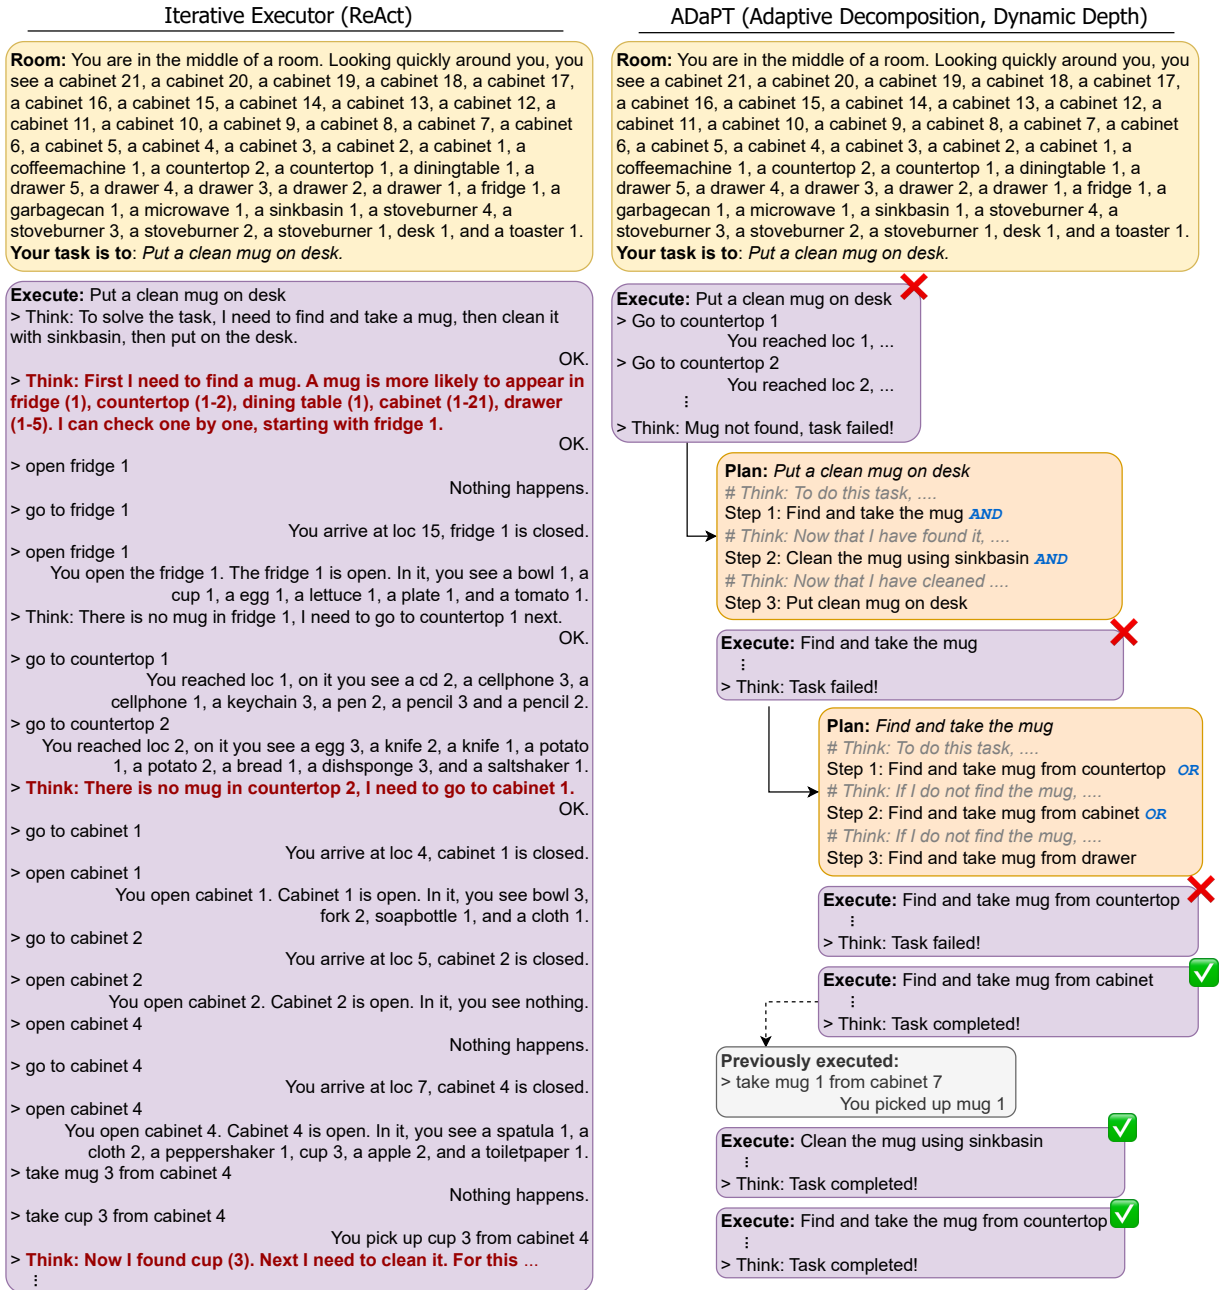 Iterative Executor (ReAct)
Room: You are in the middle of a room. Looking quickly around you, you
see a cabinet 21, a cabinet 20, a cabinet 19, a cabinet 18, a cabinet 17,
a cabinet 16, a cabinet 15, a cabinet 14, a cabinet 13, a cabinet 12, a
cabinet 11, a cabinet 10, a cabinet 9, a cabinet 8, a cabinet 7, a cabinet
6, a cabinet 5, a cabinet 4, a cabinet 3, a cabinet 2, a cabinet 1, a
coffeemachine 1, a countertop 2, a countertop 1, a diningtable 1, a
drawer 5, a drawer 4, a drawer 3, a drawer 2, a drawer 1, a fridge 1, a
garbagecan 1, a microwave 1, a sinkbasin 1, a stoveburner 4, a
stoveburner 3, a stoveburner 2, a stoveburner 1, desk 1, and a toaster 1.
Your task is to: Put a clean mug on desk.
Execute: Put a clean mug on desk
> Think: To solve the task, I need to find and take a mug, then clean it
with sinkbasin, then put on the desk.
OK.
> Think: First I need to find a mug. A mug is more likely to appear in
fridge (1), countertop (1-2), dining table (1), cabinet (1-21), drawer
(1-5). I can check one by one, starting with fridge 1.
OK.
> open fridge 1
Nothing happens.
> go to fridge 1
You arrive at loc 15, fridge 1 is closed.
> open fridge 1
You open the fridge 1. The fridge 1 is open. In it, you see a bowl 1, a
cup 1, a egg 1, a lettuce 1, a plate 1, and a tomato 1.
> Think: There is no mug in fridge 1, I need to go to countertop 1 next.
OK.
> go to countertop 1
You reached loc 1, on it you see a cd 2, a cellphone 3, a
cellphone 1, a keychain 3, a pen 2, a pencil 3 and a pencil 2.
> go to countertop 2
You reached loc 2, on it you see a egg 3, a knife 2, a knife 1, a potato
1, a potato 2, a bread 1, a dishsponge 3, and a saltshaker 1.
> Think: There is no mug in countertop 2, I need to go to cabinet 1.
OK.
> go to cabinet 1
You arrive at loc 4, cabinet 1 is closed.
> open cabinet 1
You open cabinet 1. Cabinet 1 is open. In it, you see bowl 3,
fork 2, soapbottle 1, and a cloth 1.
> go to cabinet 2
You arrive at loc 5, cabinet 2 is closed.
> open cabinet 2
You open cabinet 2. Cabinet 2 is open. In it, you see nothing.
> open cabinet 4
Nothing happens.
> go to cabinet 4
You arrive at loc 7, cabinet 4 is closed.
> open cabinet 4
You open cabinet 4. Cabinet 4 is open. In it, you see a spatula 1, a
cloth 2, a peppershaker 1, cup 3, a apple 2, and a toiletpaper 1.
> take mug 3 from cabinet 4
Nothing happens.
> take cup 3 from cabinet 4
You pick up cup 3 from cabinet 4
> Think: Now I found cup (3). Next I need to clean it. For this ...
⋮
ADaPT (Adaptive Decomposition, Dynamic Depth)
Room: You are in the middle of a room. Looking quickly around you, you
see a cabinet 21, a cabinet 20, a cabinet 19, a cabinet 18, a cabinet 17,
a cabinet 16, a cabinet 15, a cabinet 14, a cabinet 13, a cabinet 12, a
cabinet 11, a cabinet 10, a cabinet 9, a cabinet 8, a cabinet 7, a cabinet
6, a cabinet 5, a cabinet 4, a cabinet 3, a cabinet 2, a cabinet 1, a
coffeemachine 1, a countertop 2, a countertop 1, a diningtable 1, a
drawer 5, a drawer 4, a drawer 3, a drawer 2, a drawer 1, a fridge 1, a
garbagecan 1, a microwave 1, a sinkbasin 1, a stoveburner 4, a
stoveburner 3, a stoveburner 2, a stoveburner 1, desk 1, and a toaster 1.
Your task is to: Put a clean mug on desk.
Execute: Put a clean mug on desk
> Go to countertop 1
You reached loc 1, ...
> Go to countertop 2
You reached loc 2, ...
⋮
> Think: Mug not found, task failed!
Plan: Put a clean mug on desk
# Think: To do this task, ....
Step 1: Find and take the mug AND
# Think: Now that I have found it, ....
Step 2: Clean the mug using sinkbasin AND
# Think: Now that I have cleaned ....
Step 3: Put clean mug on desk
Execute: Find and take the mug
⋮
> Think: Task failed!
Plan: Find and take the mug
# Think: To do this task, ....
Step 1: Find and take mug from countertop OR
# Think: If I do not find the mug, ....
Step 2: Find and take mug from cabinet OR
# Think: If I do not find the mug, ....
Step 3: Find and take mug from drawer
Execute: Find and take mug from countertop
⋮
> Think: Task failed!
Execute: Find and take mug from cabinet
⋮
> Think: Task completed!
Previously executed:
> take mug 1 from cabinet 7
You picked up mug 1
Execute: Clean the mug using sinkbasin
⋮
> Think: Task completed!
Execute: Find and take the mug from countertop
⋮
> Think: Task completed!